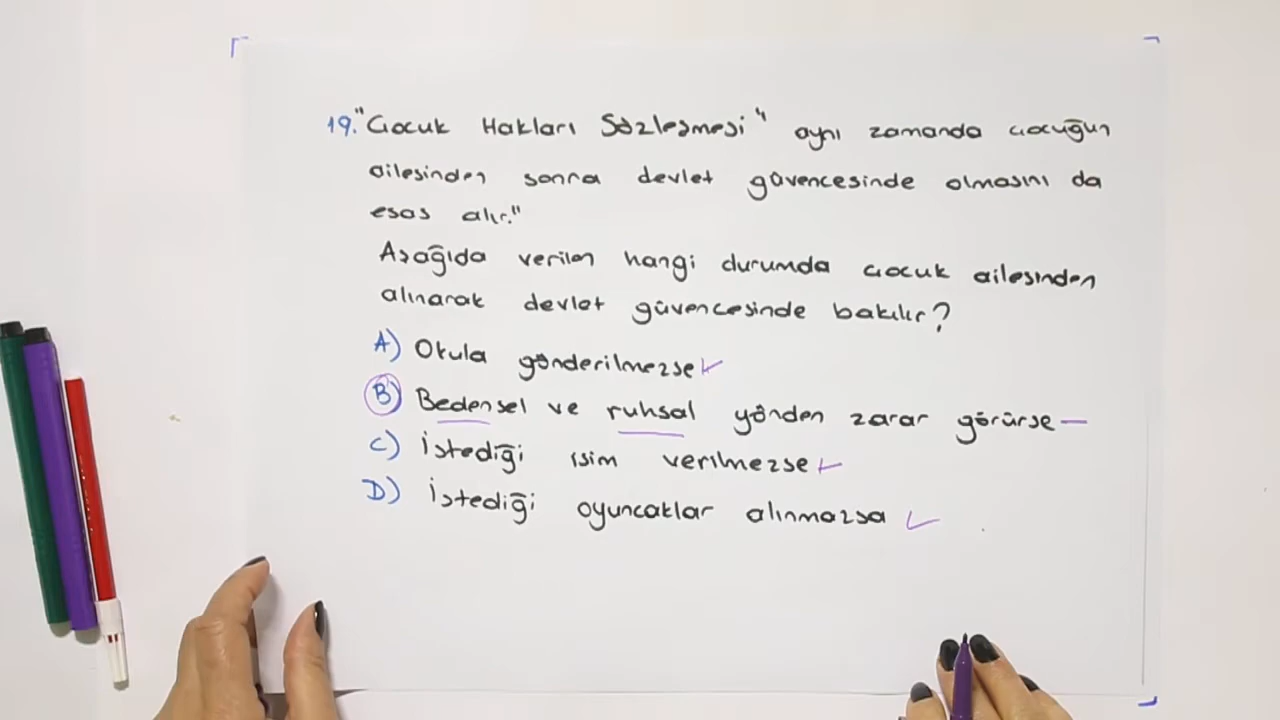 19. "Çocuk Hakları Sözleşmesi" aynı zamanda çocuğun
ailesinden sonra devlet güvencesinde olmasını da
esas alır."
Aşağıda verilen hangi durumda çocuk ailesinden
alınarak devlet güvencesinde bakılır?
A) Okula gönderilmezse
B) Bedensel ve ruhsal yönden zarar görürse
C) İstediği isim verilmezse
D) İstediği oyuncaklar alınmazsa